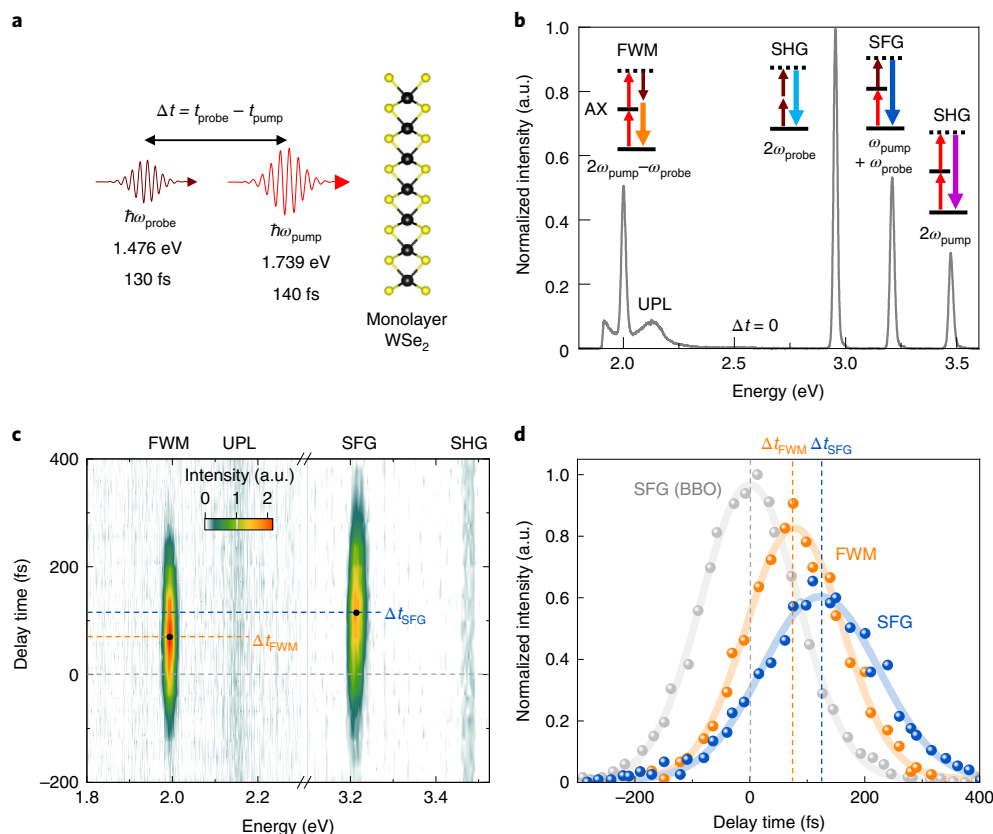 a
Δt = t_probe − t_pump
ħω_probe
1.476 eV
130 fs
ħω_pump
1.739 eV
140 fs
Monolayer
WSe₂
b
Normalized intensity (a.u.)
1.0
0.8
0.6
0.4
0.2
0
FWM
AX
2ω_pump−ω_probe
UPL
SHG
2ω_probe
SFG
ω_pump
+ ω_probe
SHG
2ω_pump
Δt = 0
2.0
2.5
3.0
3.5
Energy (eV)
c
FWM
UPL
SFG
SHG
Delay time (fs)
400
200
0
−200
Intensity (a.u.)
0 1 2
Δt_SFG
Δt_FWM
1.8
2.0
2.2
3.2
3.4
Energy (eV)
d
Δt_FWM
Δt_SFG
Normalized intensity (a.u.)
1.0
0.8
0.6
0.4
0.2
0
SFG (BBO)
FWM
SFG
−200
0
200
400
Delay time (fs)